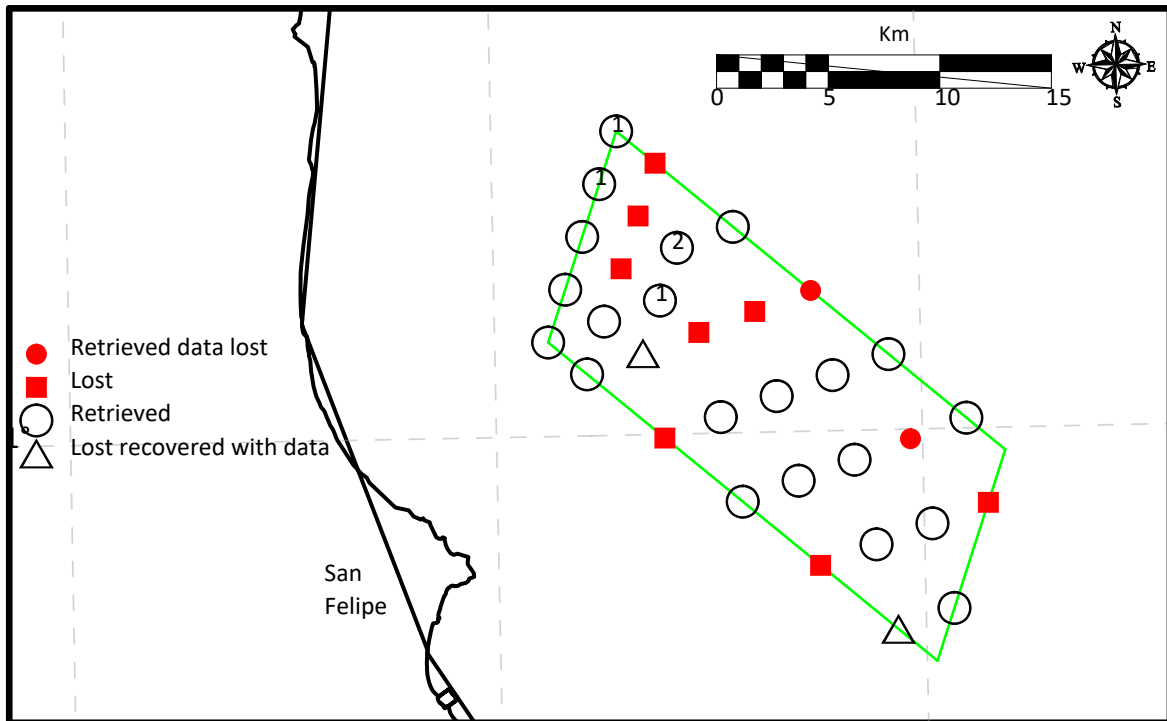 Km
N
W E
S
0 5 10 15
1
1
2
1
Retrieved data lost
Lost
Retrieved
Lost recovered with data
San
Felipe